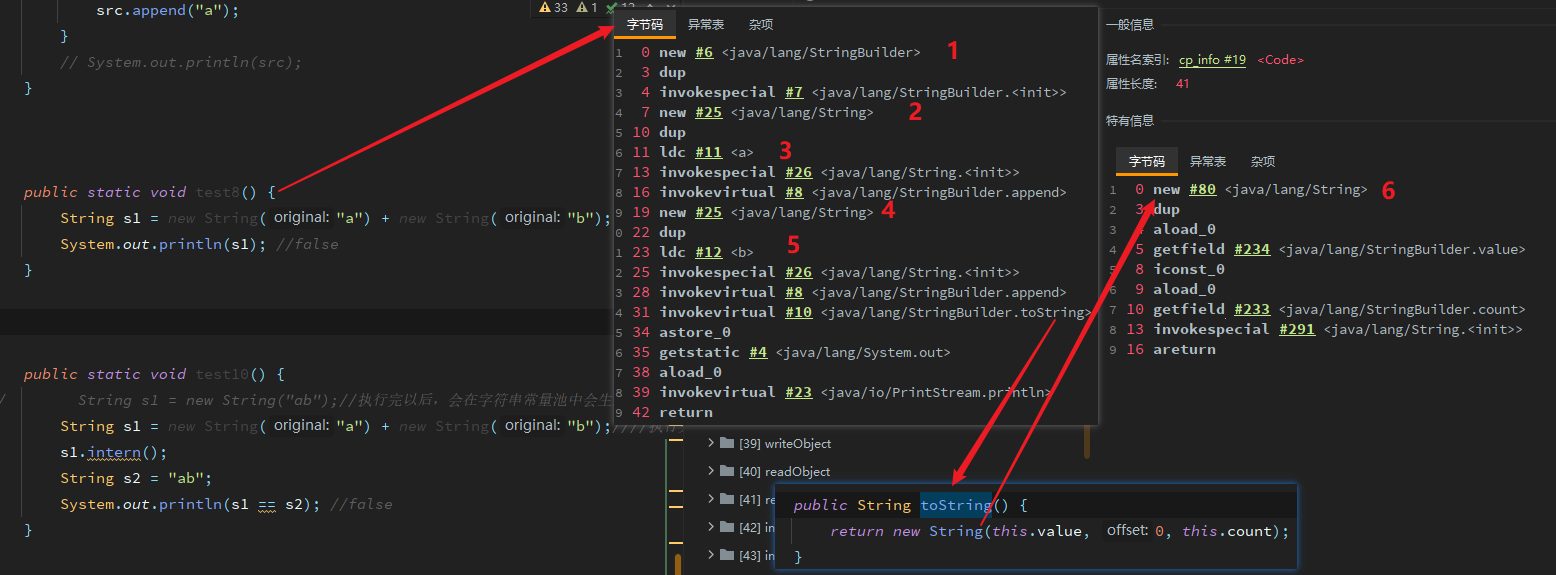 src.append("a");
}
// System.out.println(src);
}
public static void test8() {
String s1 = new String( original: "a") + new String( original: "b");
System.out.println(s1); //false
}
public static void test10() {
// String s1 = new String("ab");//执行完以后，会在字符串常量池中会生
String s1 = new String( original: "a") + new String( original: "b");
s1.intern();
String s2 = "ab";
System.out.println(s1 == s2); //false
}
33 1
字节码 异常表 杂项
1 0 new #6 <java/lang/StringBuilder> 1
2 3 dup
3 4 invokespecial #7 <java/lang/StringBuilder.<init>>
4 7 new #25 <java/lang/String> 2
5 10 dup
6 11 ldc #11 <a> 3
7 13 invokespecial #26 <java/lang/String.<init>>
8 16 invokevirtual #8 <java/lang/StringBuilder.append>
9 19 new #25 <java/lang/String> 4
0 22 dup
1 23 ldc #12 <b> 5
2 25 invokespecial #26 <java/lang/String.<init>>
3 28 invokevirtual #8 <java/lang/StringBuilder.append>
4 31 invokevirtual #10 <java/lang/StringBuilder.toString>
5 34 astore_0
6 35 getstatic #4 <java/lang/System.out>
7 38 aload_0
8 39 invokevirtual #23 <java/io/PrintStream.println>
9 42 return
[39] writeObject
[40] readObject
[41] re
[42] in
[43] in
public String toString() {
return new String(this.value, offset: 0, this.count);
}
一般信息
属性名索引: cp_info #19 <Code>
属性长度: 41
特有信息
字节码 异常表 杂项
1 0 new #80 <java/lang/String> 6
2 3 dup
3 4 aload_0
4 5 getfield #234 <java/lang/StringBuilder.value>
5 8 iconst_0
6 9 aload_0
7 10 getfield #233 <java/lang/StringBuilder.count>
8 13 invokespecial #291 <java/lang/String.<init>>
9 16 areturn